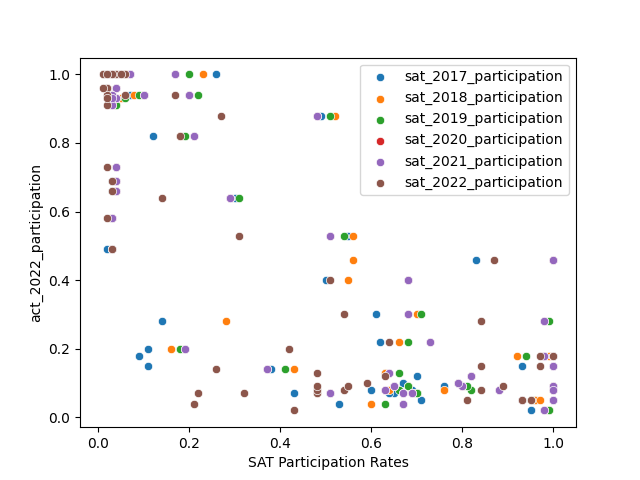 1.0
0.8
0.6
0.4
0.2
0.0
act_2022_participation
sat_2017_participation
sat_2018_participation
sat_2019_participation
sat_2020_participation
sat_2021_participation
sat_2022_participation
0.0 0.2 0.4 0.6 0.8 1.0
SAT Participation Rates